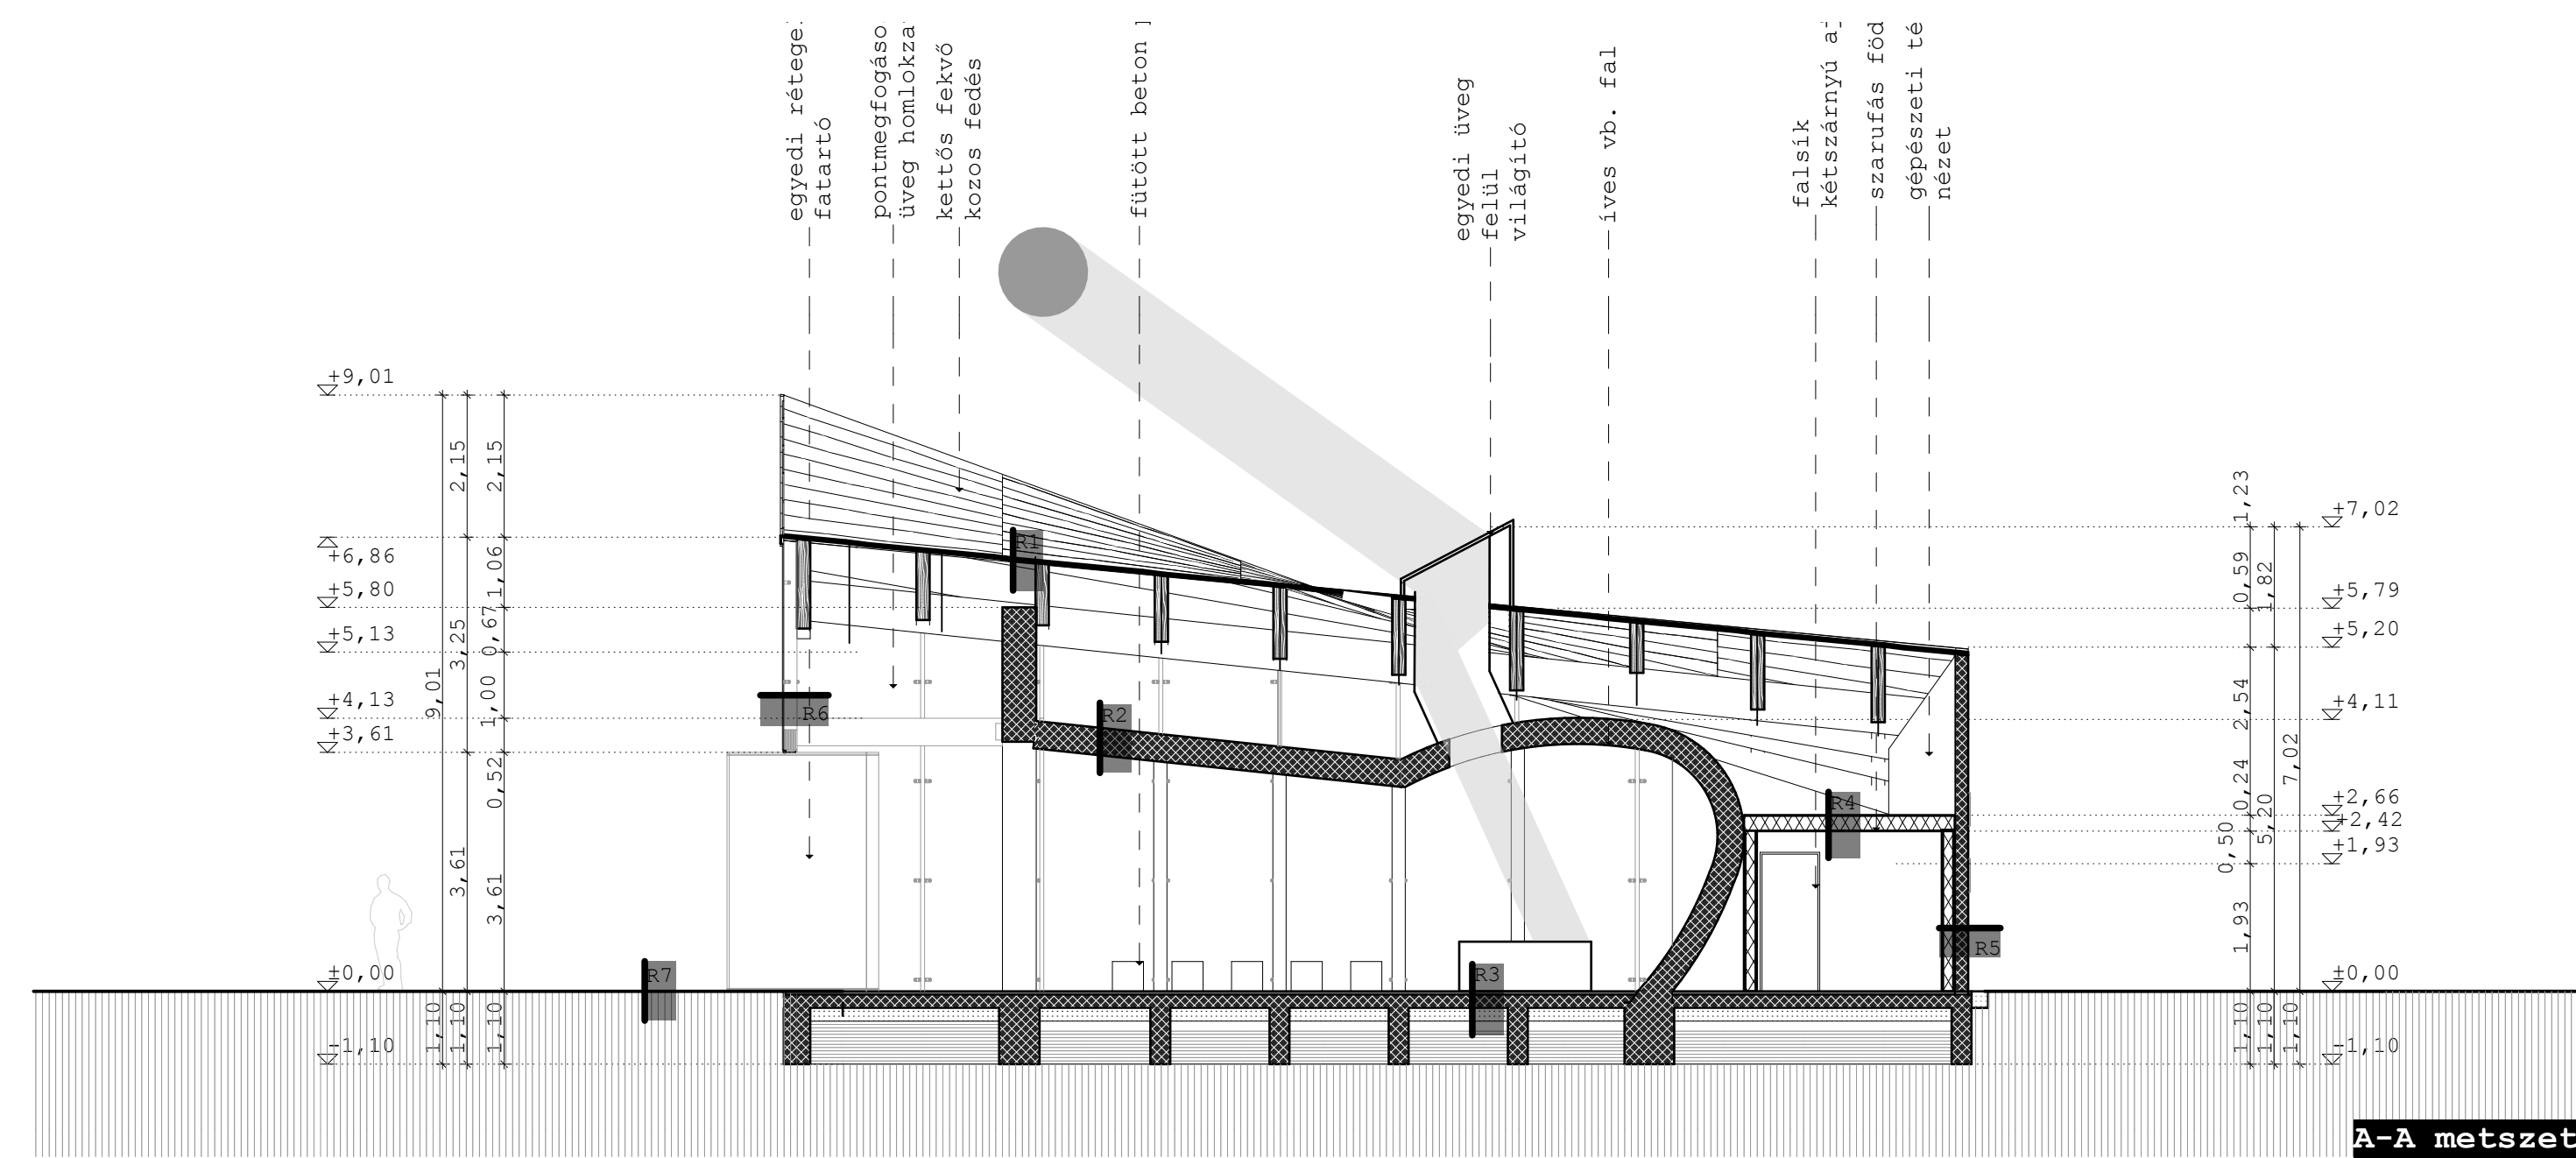 egyedi rétegel
fatartó
pontmegfogáso
üveg homlokza
kettős fekvő
kozos fedés
fütött beton
egyedi üveg
felül
világító
íves vb. fal
falsík
kétszárnyú a
szarufás föd
gépészeti té
nézet
+9,01
+6,86
+5,80
+5,13
+4,13
+3,61
±0,00
-1,10
9,01
1,10
2,15
3,25
3,61
1,10
2,15
1,06
0,67
1,00
0,52
3,61
1,10
R1
R2
R3
R4
R5
R6
R7
1,23
0,59
2,54
0,24
0,50
1,93
1,10
1,82
5,20
1,10
7,02
1,10
+7,02
+5,79
+5,20
+4,11
+2,66
+2,42
+1,93
±0,00
-1,10
A-A metszet